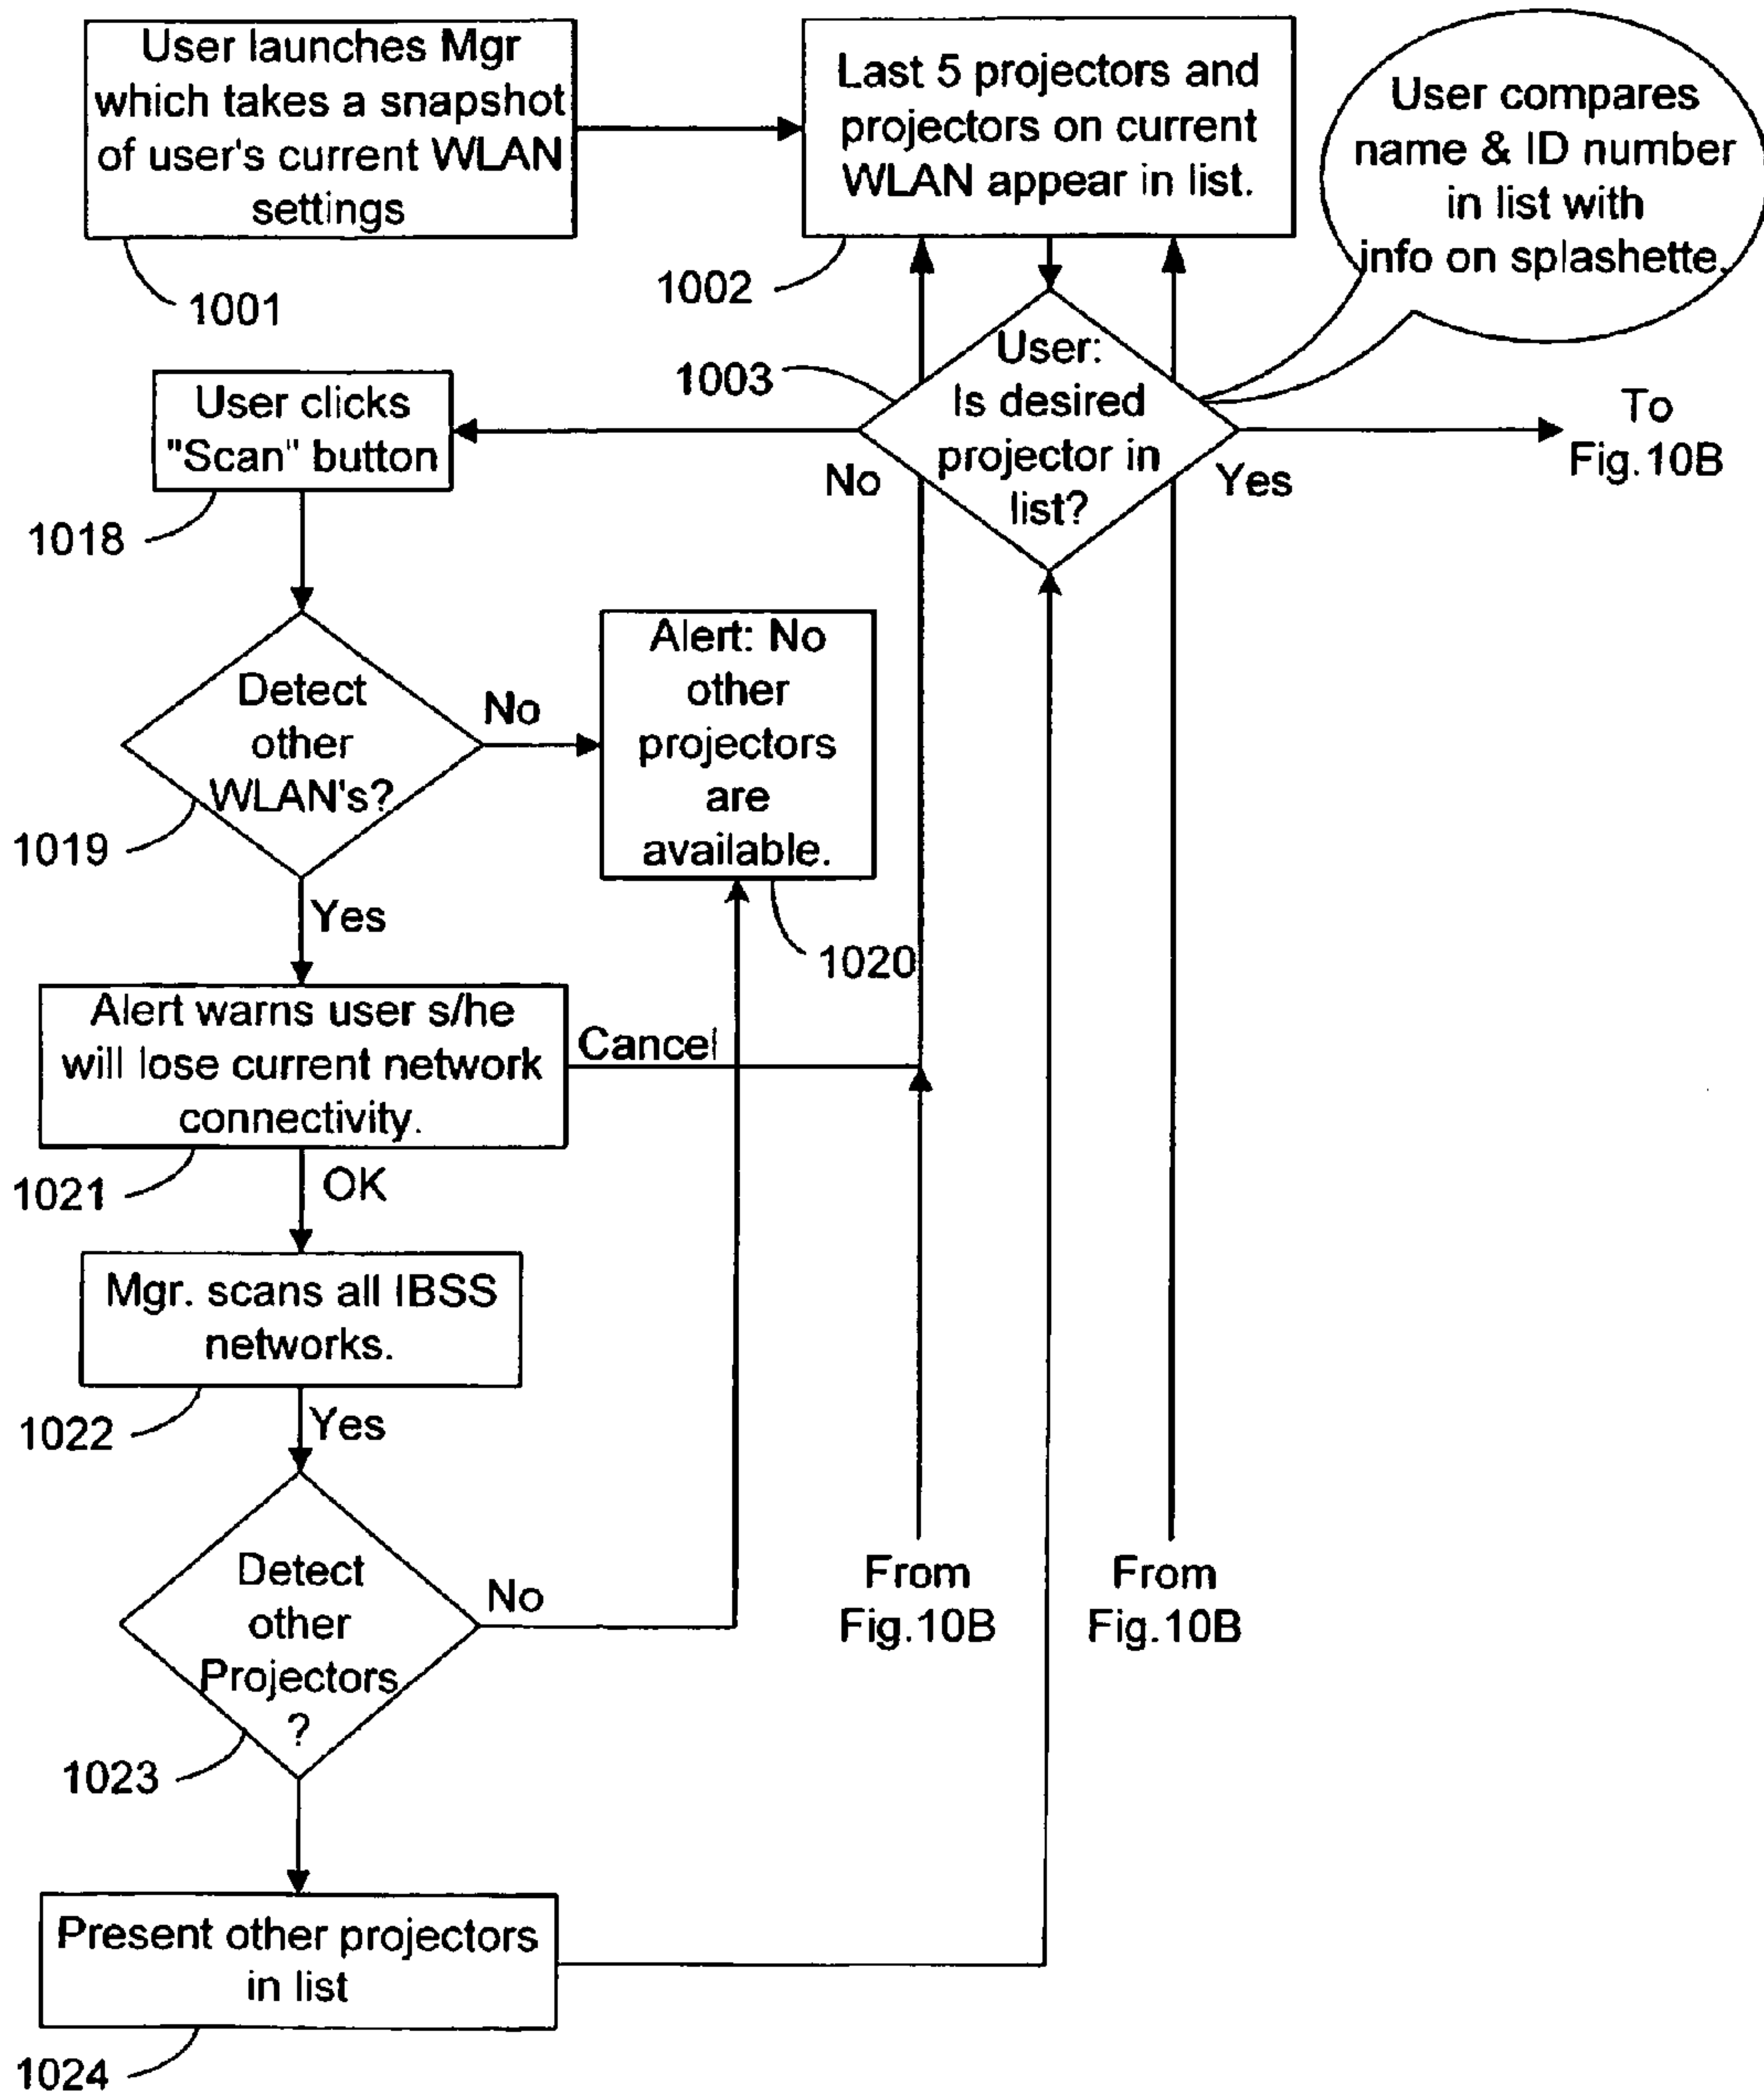 User launches Mgr
which takes a snapshot
of user's current WLAN
settings
1001
Last 5 projectors and
projectors on current
WLAN appear in list.
1002
User compares
name & ID number
in list with
info on splashette.
User:
Is desired
projector in
list?
1003
No
Yes
To
Fig.10B
User clicks
"Scan" button
1018
Detect
other
WLAN's?
1019
No
Yes
Alert: No
other
projectors
are
available.
1020
Alert warns user s/he
will lose current network
connectivity.
1021
Cancel
OK
Mgr. scans all IBSS
networks.
1022
Yes
Detect
other
Projectors
?
1023
No
From
Fig.10B
From
Fig.10B
Present other projectors
in list
1024